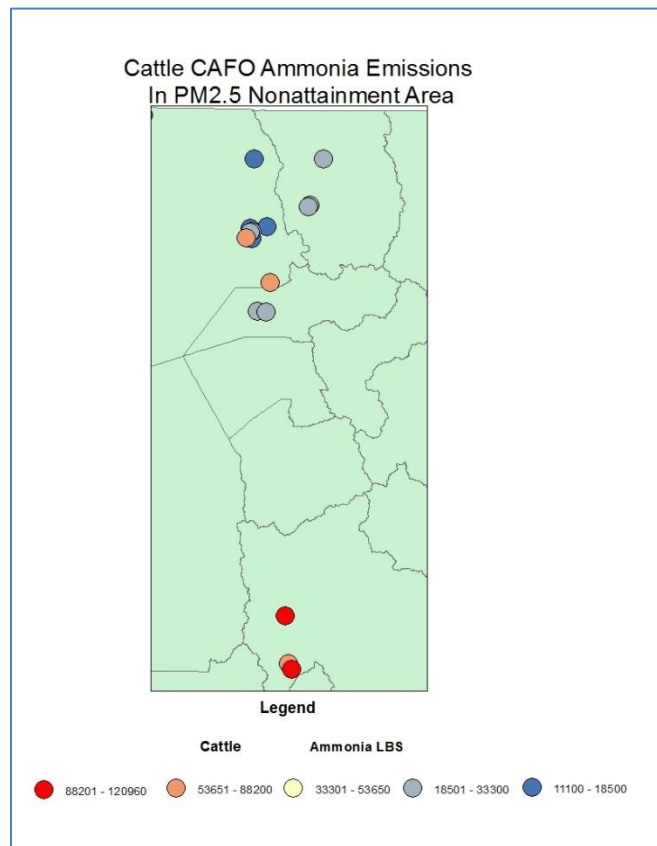 Cattle CAFO Ammonia Emissions
In PM2.5 Nonattainment Area
Legend
Cattle Ammonia LBS
88201 - 120960 53651 - 88200 33301 - 53650 18501 - 33300 11100 - 18500